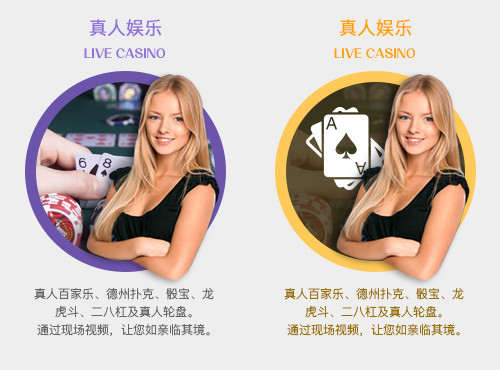 真人娱乐
LIVE CASINO
6 8
真人百家乐、德州扑克、骰宝、龙
虎斗、二八杠及真人轮盘。
通过现场视频，让您如亲临其境。
真人娱乐
LIVE CASINO
A
A
真人百家乐、德州扑克、骰宝、龙
虎斗、二八杠及真人轮盘。
通过现场视频，让您如亲临其境。